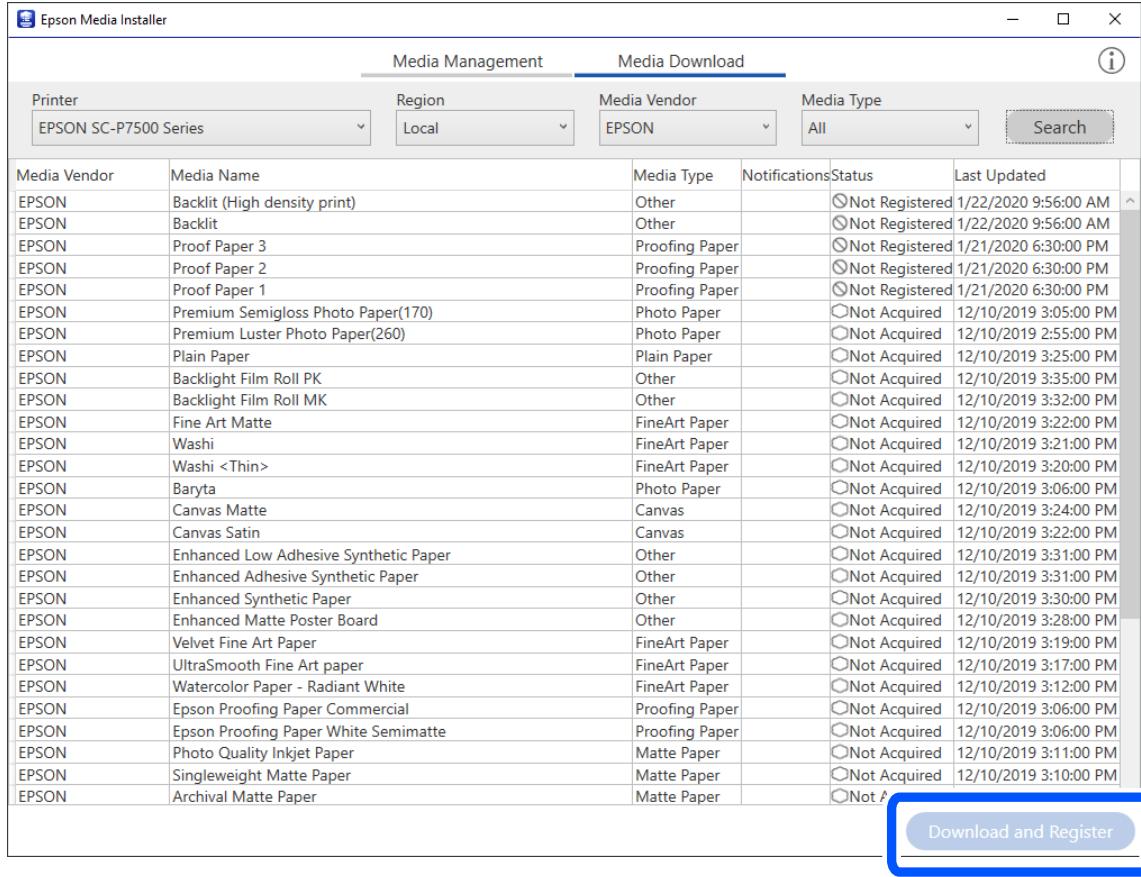 Epson Media Installer
Media Management Media Download
Printer Region Media Vendor Media Type
EPSON SC-P7500 Series Local EPSON All Search
Media Vendor Media Name Media Type Notifications Status Last Updated
EPSON Backlit (High density print) Other Not Registered 1/22/2020 9:56:00 AM
EPSON Backlit Other Not Registered 1/22/2020 9:56:00 AM
EPSON Proof Paper 3 Proofing Paper Not Registered 1/21/2020 6:30:00 PM
EPSON Proof Paper 2 Proofing Paper Not Registered 1/21/2020 6:30:00 PM
EPSON Proof Paper 1 Proofing Paper Not Registered 1/21/2020 6:30:00 PM
EPSON Premium Semigloss Photo Paper(170) Photo Paper Not Acquired 12/10/2019 3:05:00 PM
EPSON Premium Luster Photo Paper(260) Photo Paper Not Acquired 12/10/2019 2:55:00 PM
EPSON Plain Paper Plain Paper Not Acquired 12/10/2019 3:25:00 PM
EPSON Backlight Film Roll PK Other Not Acquired 12/10/2019 3:35:00 PM
EPSON Backlight Film Roll MK Other Not Acquired 12/10/2019 3:32:00 PM
EPSON Fine Art Matte FineArt Paper Not Acquired 12/10/2019 3:22:00 PM
EPSON Washi FineArt Paper Not Acquired 12/10/2019 3:21:00 PM
EPSON Washi <Thin> FineArt Paper Not Acquired 12/10/2019 3:20:00 PM
EPSON Baryta Photo Paper Not Acquired 12/10/2019 3:06:00 PM
EPSON Canvas Matte Canvas Not Acquired 12/10/2019 3:24:00 PM
EPSON Canvas Satin Canvas Not Acquired 12/10/2019 3:22:00 PM
EPSON Enhanced Low Adhesive Synthetic Paper Other Not Acquired 12/10/2019 3:31:00 PM
EPSON Enhanced Adhesive Synthetic Paper Other Not Acquired 12/10/2019 3:31:00 PM
EPSON Enhanced Synthetic Paper Other Not Acquired 12/10/2019 3:30:00 PM
EPSON Enhanced Matte Poster Board Other Not Acquired 12/10/2019 3:28:00 PM
EPSON Velvet Fine Art Paper FineArt Paper Not Acquired 12/10/2019 3:19:00 PM
EPSON UltraSmooth Fine Art paper FineArt Paper Not Acquired 12/10/2019 3:17:00 PM
EPSON Watercolor Paper - Radiant White FineArt Paper Not Acquired 12/10/2019 3:12:00 PM
EPSON Epson Proofing Paper Commercial Proofing Paper Not Acquired 12/10/2019 3:06:00 PM
EPSON Epson Proofing Paper White Semimatte Proofing Paper Not Acquired 12/10/2019 3:06:00 PM
EPSON Photo Quality Inkjet Paper Matte Paper Not Acquired 12/10/2019 3:11:00 PM
EPSON Singleweight Matte Paper Matte Paper Not Acquired 12/10/2019 3:10:00 PM
EPSON Archival Matte Paper Matte Paper Not
Download and Register